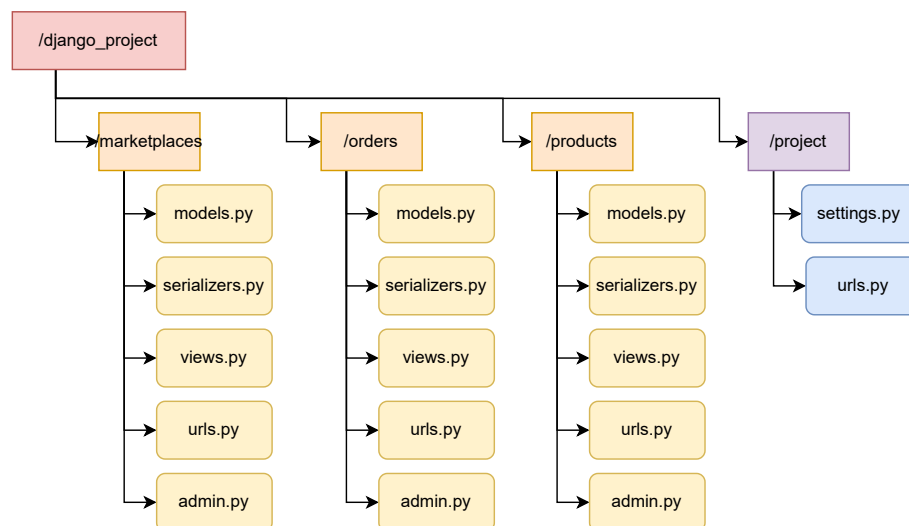 /django_project
/marketplaces
/orders
/products
/project
models.py
models.py
models.py
settings.py
serializers.py
serializers.py
serializers.py
urls.py
views.py
views.py
views.py
urls.py
urls.py
urls.py
admin.py
admin.py
admin.py